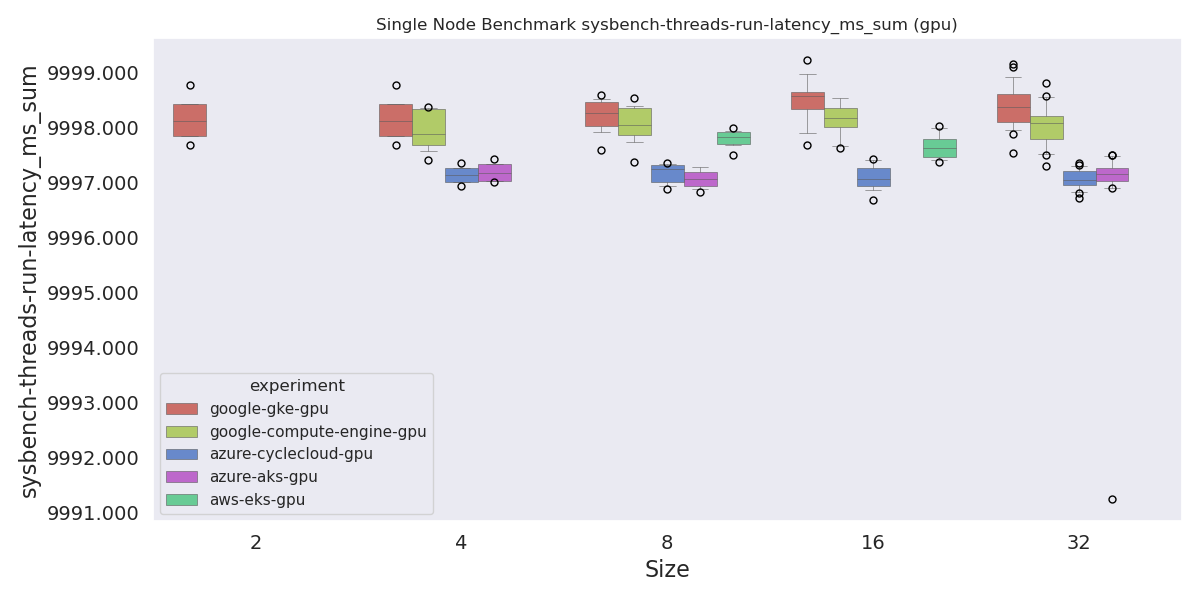 Single Node Benchmark sysbench-threads-run-latency_ms_sum (gpu)
sysbench-threads-run-latency_ms_sum
9999.000
9998.000
9997.000
9996.000
9995.000
9994.000
9993.000
9992.000
9991.000
experiment
google-gke-gpu
google-compute-engine-gpu
azure-cyclecloud-gpu
azure-aks-gpu
aws-eks-gpu
2 4 8 16 32
Size